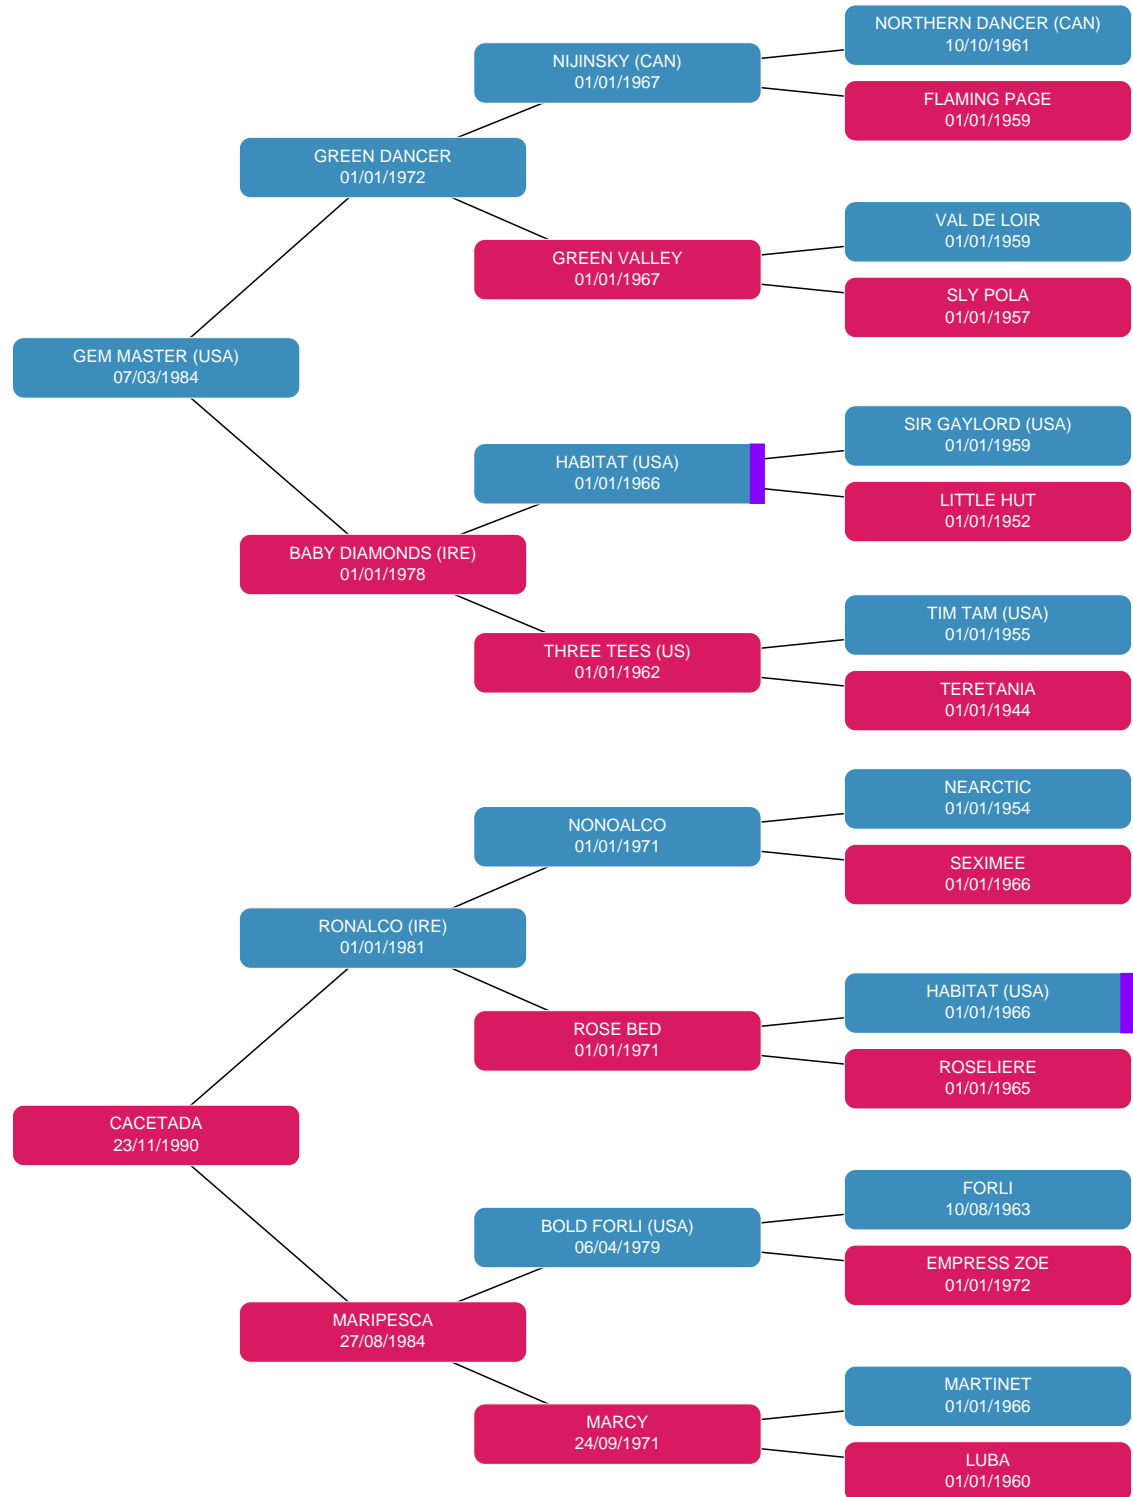 NORTHERN DANCER (CAN)
10/10/1961
NIJINSKY (CAN)
01/01/1967
FLAMING PAGE
01/01/1959
GREEN DANCER
01/01/1972
VAL DE LOIR
01/01/1959
GREEN VALLEY
01/01/1967
SLY POLA
01/01/1957
GEM MASTER (USA)
07/03/1984
SIR GAYLORD (USA)
01/01/1959
HABITAT (USA)
01/01/1966
LITTLE HUT
01/01/1952
BABY DIAMONDS (IRE)
01/01/1978
TIM TAM (USA)
01/01/1955
THREE TEES (US)
01/01/1962
TERETANIA
01/01/1944
NEARCTIC
01/01/1954
NONOALCO
01/01/1971
SEXIMEE
01/01/1966
RONALCO (IRE)
01/01/1981
HABITAT (USA)
01/01/1966
ROSE BED
01/01/1971
ROSELIERE
01/01/1965
CACETADA
23/11/1990
FORLI
10/08/1963
BOLD FORLI (USA)
06/04/1979
EMPRESS ZOE
01/01/1972
MARIPESCA
27/08/1984
MARTINET
01/01/1966
MARCY
24/09/1971
LUBA
01/01/1960